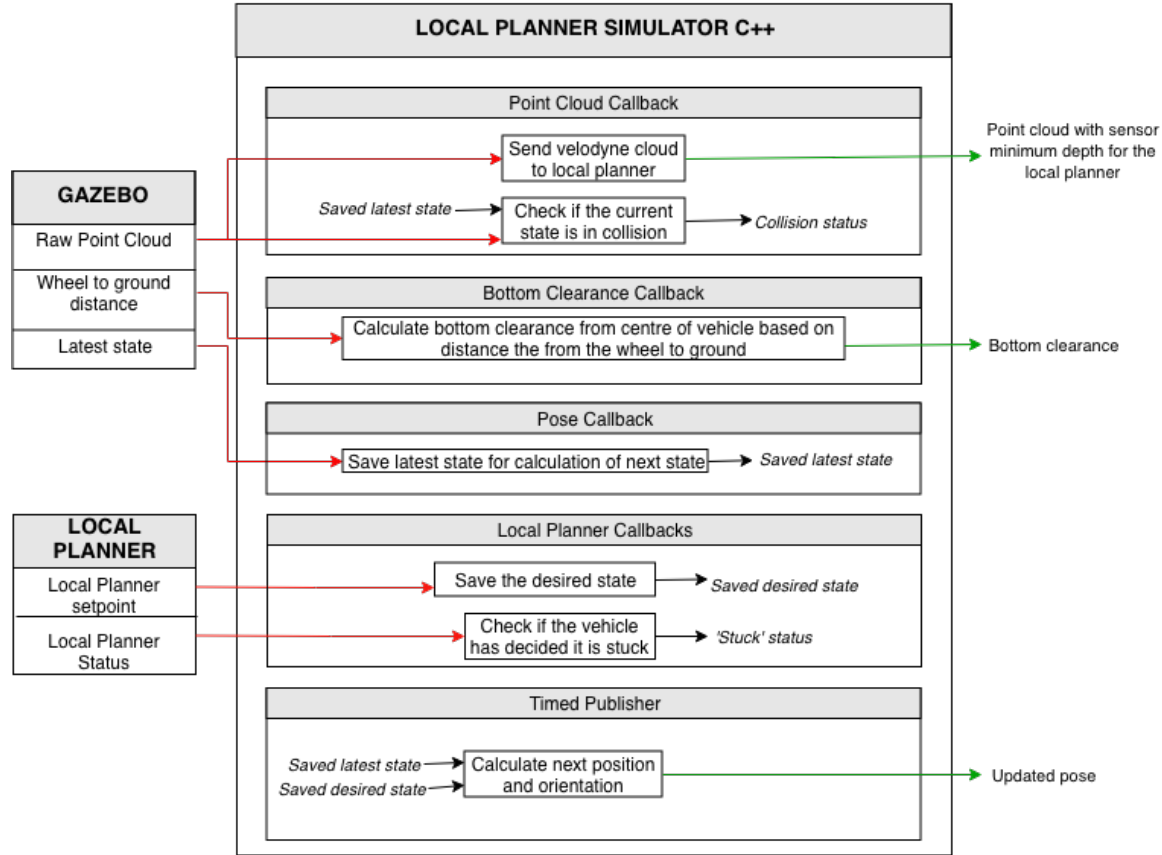 LOCAL PLANNER SIMULATOR C++
Point Cloud Callback
Send velodyne cloud
to local planner
Point cloud with sensor
minimum depth for the
local planner
GAZEBO
Raw Point Cloud
Wheel to ground
distance
Latest state
Saved latest state
Check if the current
state is in collision
Collision status
Bottom Clearance Callback
Calculate bottom clearance from centre of vehicle based on
distance the from the wheel to ground
Bottom clearance
Pose Callback
Save latest state for calculation of next state
Saved latest state
LOCAL
PLANNER
Local Planner
setpoint
Local Planner
Status
Local Planner Callbacks
Save the desired state
Saved desired state
Check if the vehicle
has decided it is stuck
'Stuck' status
Timed Publisher
Saved latest state
Saved desired state
Calculate next position
and orientation
Updated pose